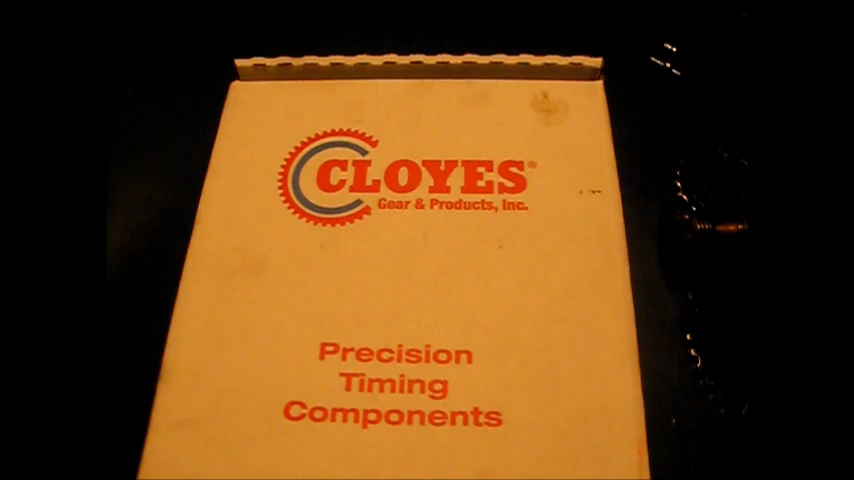 CLOYES®
Gear & Products, Inc.
Precision
Timing
Components